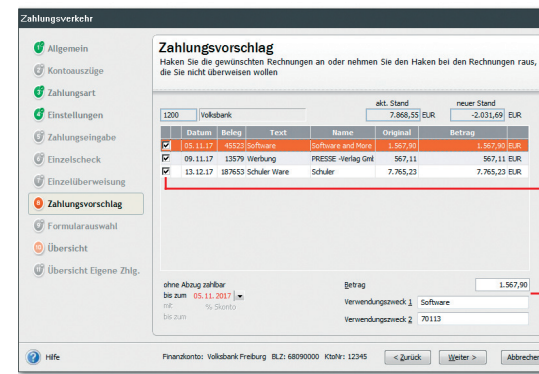 Zahlungsverkehr
Allgemein
Kontoauszüge
Zahlungsart
Einstellungen
Zahlungseingabe
Einzelscheck
Einzelüberweisung
Zahlungsvorschlag
Formularauswahl
Übersicht
Übersicht Eigene Zhlg.
Zahlungsvorschlag
Haken Sie die gewünschten Rechnungen an oder nehmen Sie den Haken bei den Rechnungen raus,
die Sie nicht überweisen wollen
akt. Stand neuer Stand
1200 Volksbank 7.868,55 EUR -2.031,69 EUR
Datum Beleg Text Name Original Betrag
05.11.17 45523 Software Software and More 1.567,90 1.567,90 EUR
09.11.17 13579 Werbung PRESSE -Verlag Gml 567,11 567,11 EUR
13.12.17 187653 Schuler Ware Schuler 7.765,23 7.765,23 EUR
ohne Abzug zahlbar
bis zum 05.11.2017
mit % Skonto
bis zum
Betrag 1.567,90
Verwendungszweck 1 Software
Verwendungszweck 2 70113
Hilfe
Finanzkonto: Volksbank Freiburg BLZ: 68090000 KtoNr: 12345
< Zurück
Weiter >
Abbrechen